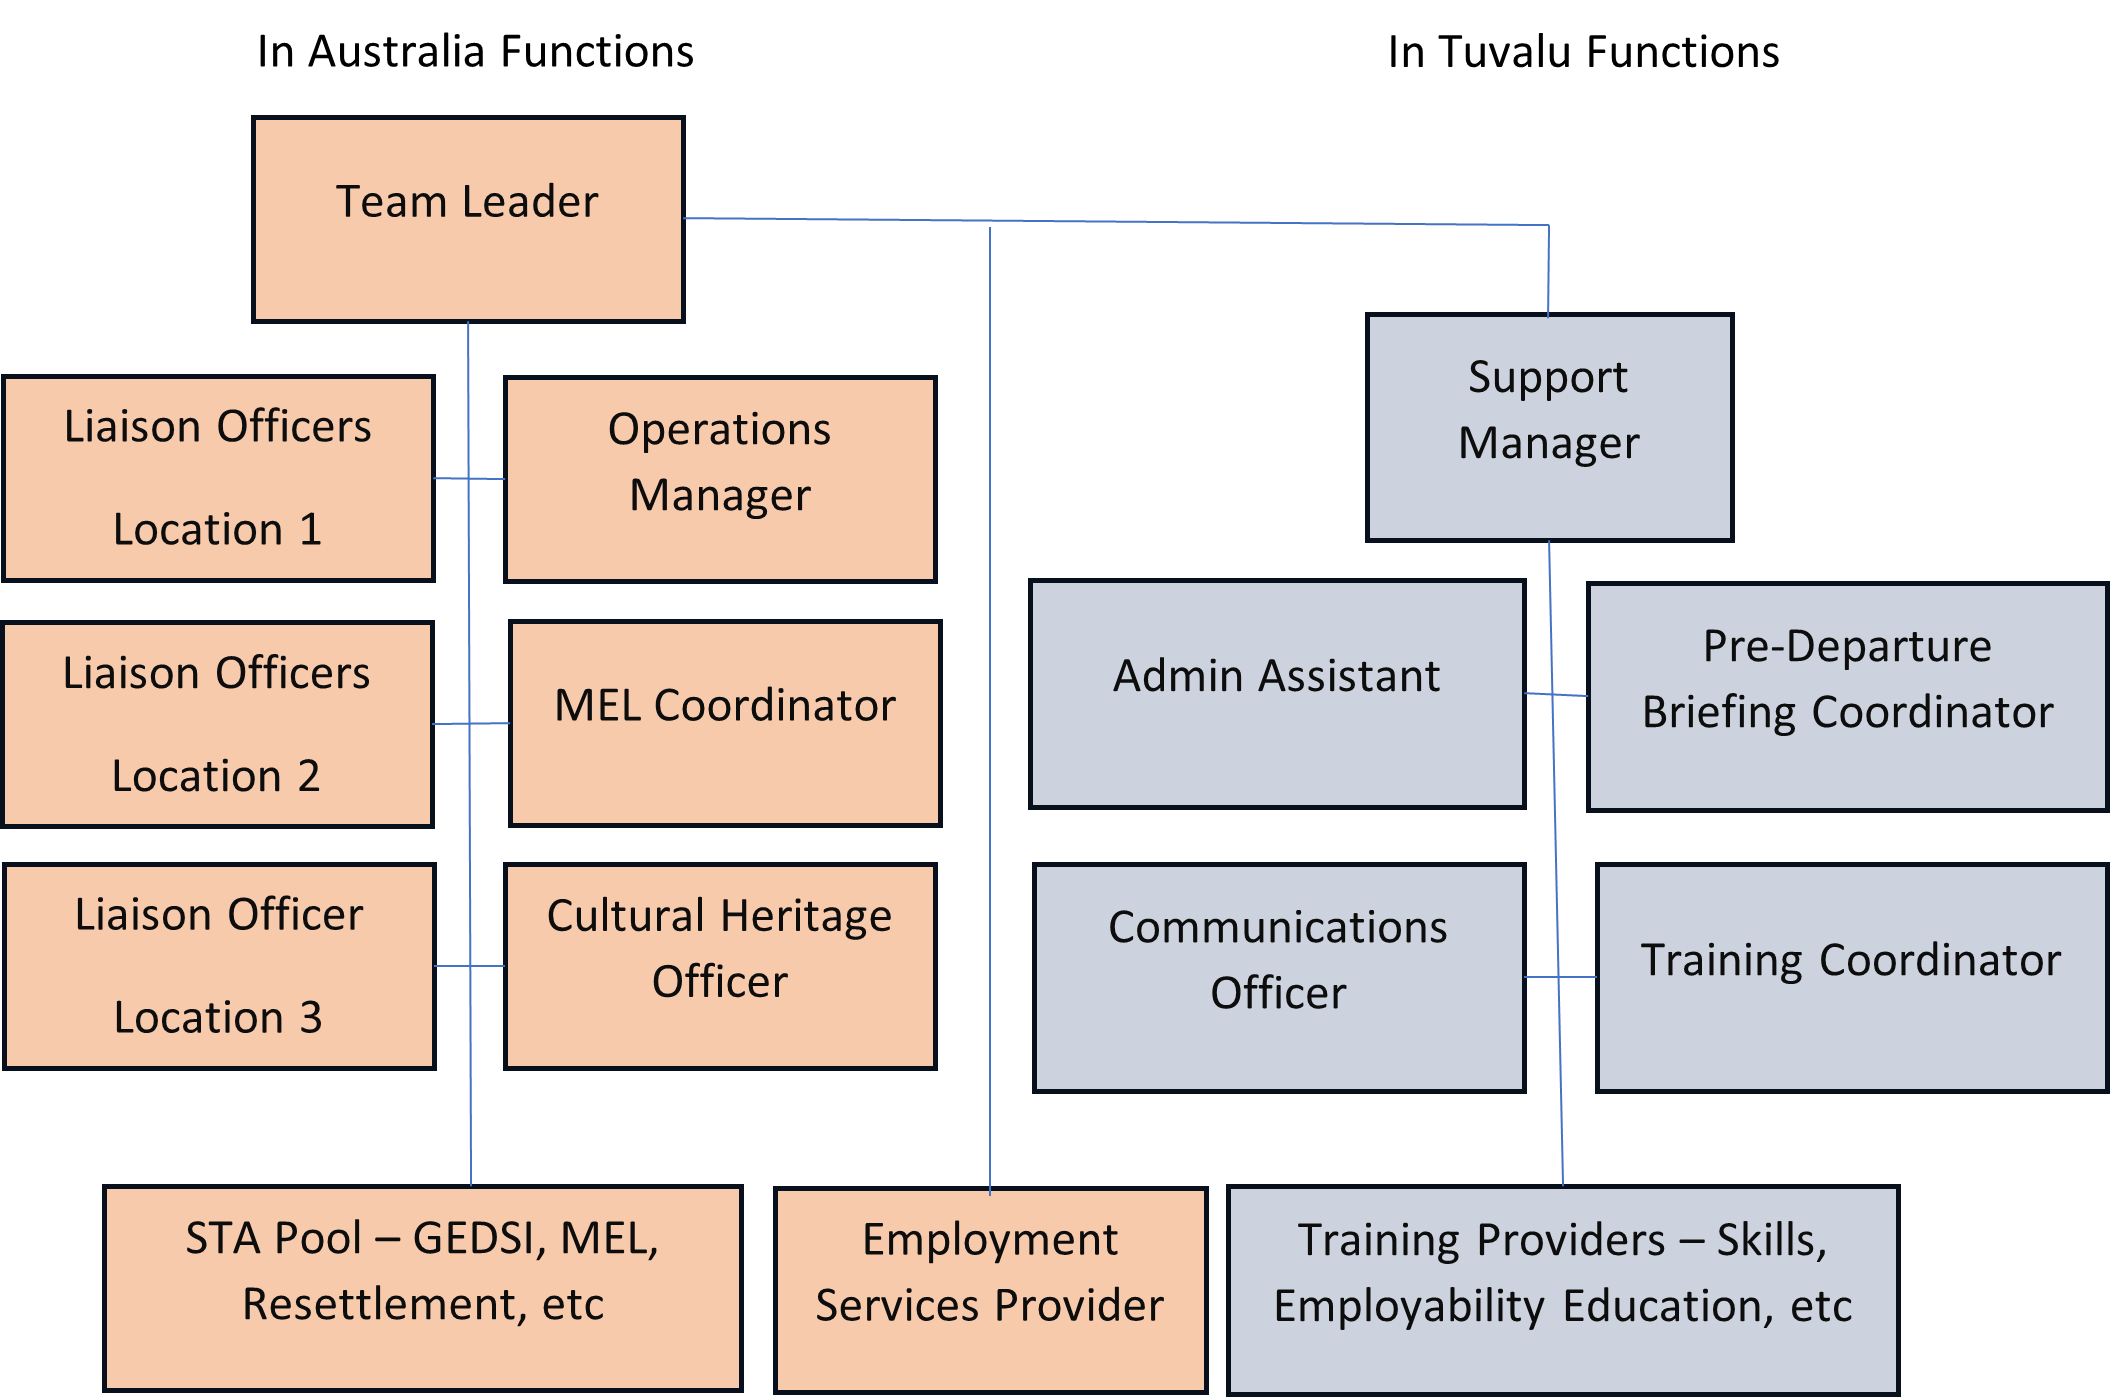 In Australia Functions
In Tuvalu Functions
Team Leader
Support
Manager
Liaison Officers
Location 1
Operations
Manager
Liaison Officers
Location 2
MEL Coordinator
Admin Assistant
Pre-Departure
Briefing Coordinator
Liaison Officer
Location 3
Cultural Heritage
Officer
Communications
Officer
Training Coordinator
STA Pool – GEDSI, MEL,
Resettlement, etc
Employment
Services Provider
Training Providers – Skills,
Employability Education, etc